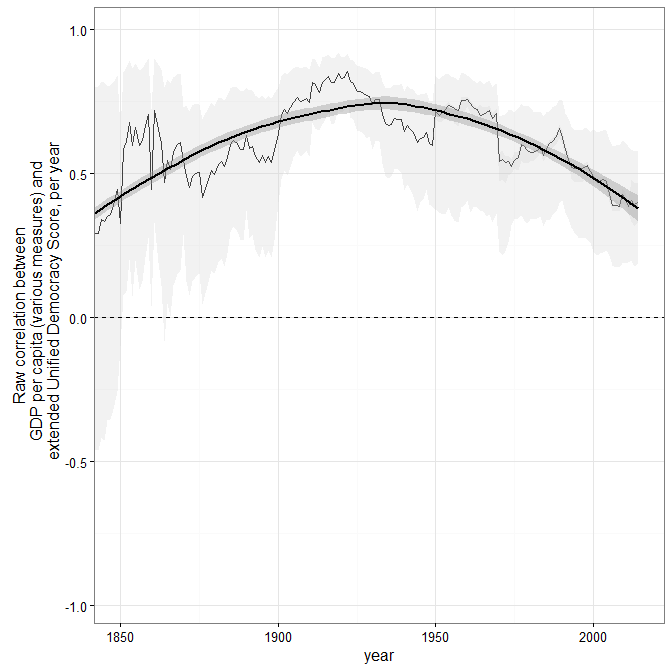 Raw correlation between
GDP per capita (various measures) and
extended Unified Democracy Score, per year
1.0
0.5
0.0
-0.5
-1.0
1850 1900 1950 2000
year